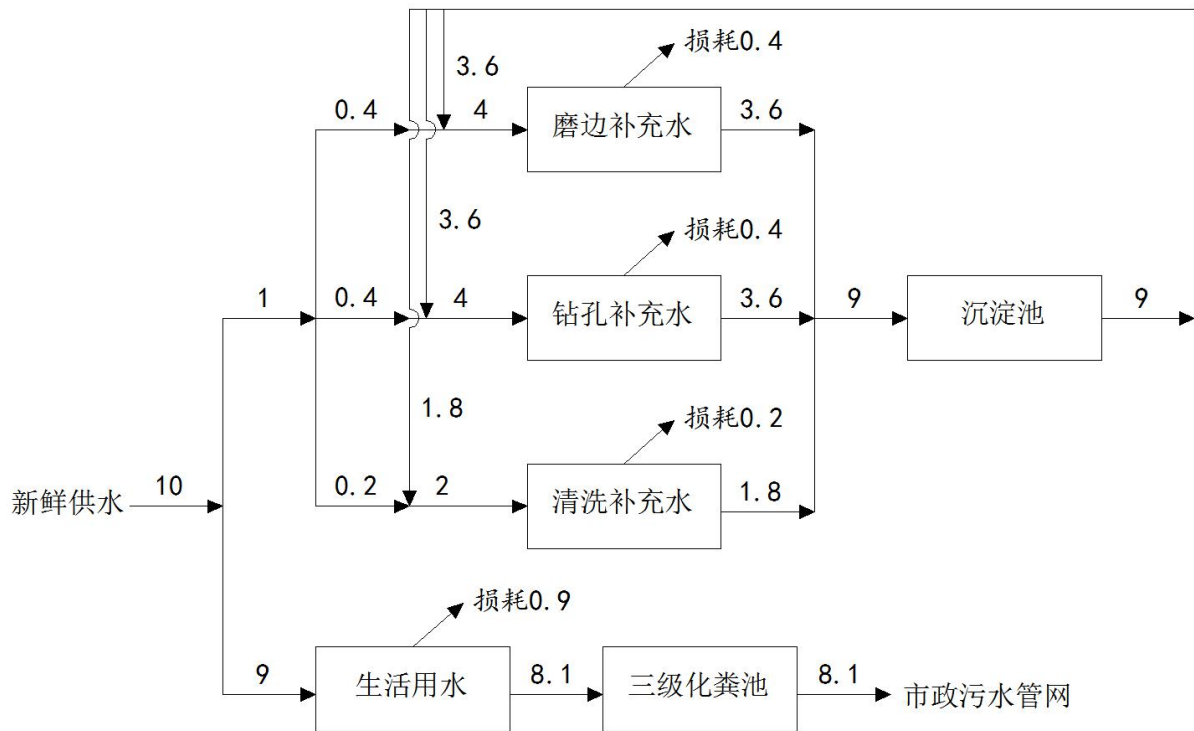 损耗0.4
3.6
0.4
4
磨边补充水
3.6
3.6
损耗0.4
1
0.4
4
钻孔补充水
3.6
9
沉淀池
9
1.8
损耗0.2
新鲜供水
10
0.2
2
清洗补充水
1.8
损耗0.9
9
生活用水
8.1
三级化粪池
8.1
市政污水管网